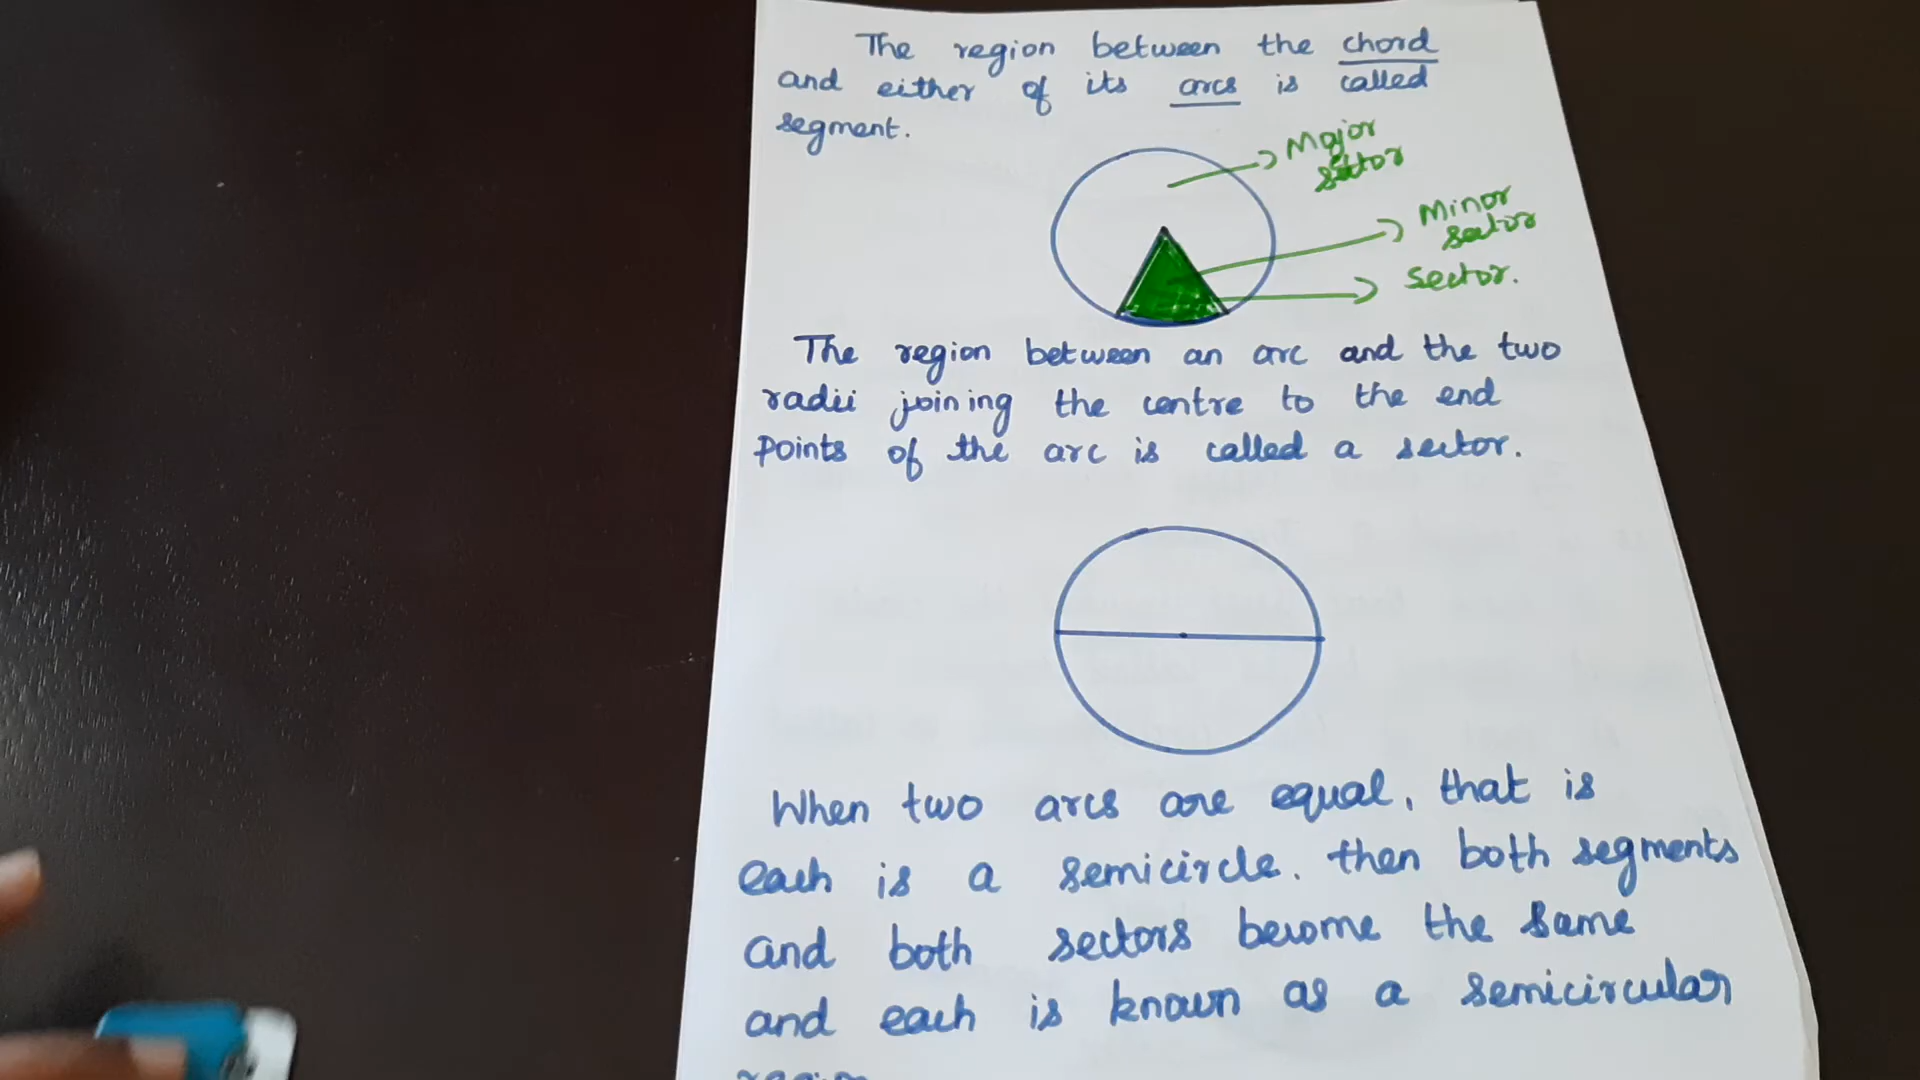 The region between the chord
and either of its arcs is called
segment.
Major
sector
Minor
sector
Sector.
The region between an arc and the two
radii joining the centre to the end
points of the arc is called a sector.
When two arcs are equal, that is
each is a semicircle. then both segments
and both sectors become the same
and each is known as a semicircular
region